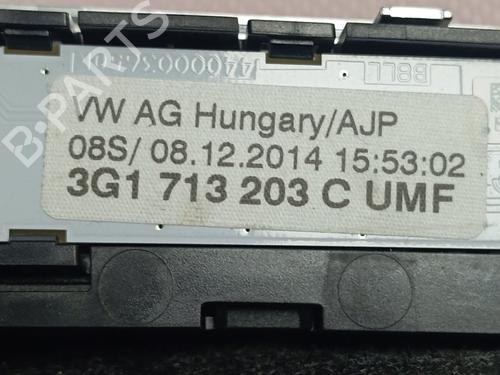 VW AG Hungary/AJP
08S/ 08.12.2014 15:53:02
3G1 713 203 C UMF
B-PARTS